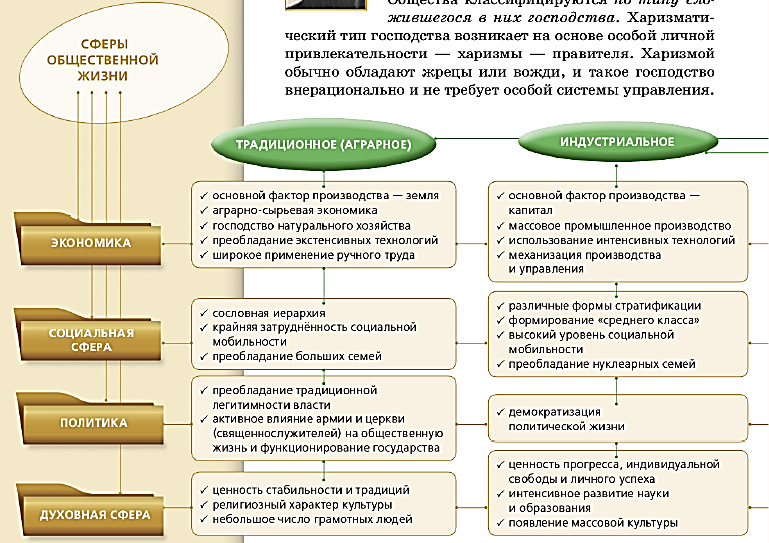 Общества классифицируются по типу сло-
жившегося в них господства. Харизмати-
ческий тип господства возникает на основе особой личной
привлекательности — харизмы — правителя. Харизмой
обычно обладают жрецы или вожди, и такое господство
внерационально и не требует особой системы управления.
СФЕРЫ
ОБЩЕСТВЕННОЙ
ЖИЗНИ
ТРАДИЦИОННОЕ (АГРАРНОЕ)
ИНДУСТРИАЛЬНОЕ
ЭКОНОМИКА
✓ основной фактор производства — земля
✓ аграрно-сырьевая экономика
✓ господство натурального хозяйства
✓ преобладание экстенсивных технологий
✓ широкое применение ручного труда
✓ основной фактор производства —
капитал
✓ массовое промышленное производство
✓ использование интенсивных технологий
✓ механизация производства
и управления
СОЦИАЛЬНАЯ
СФЕРА
✓ сословная иерархия
✓ крайняя затруднённость социальной
мобильности
✓ преобладание больших семей
✓ различные формы стратификации
✓ формирование «среднего класса»
✓ высокий уровень социальной
мобильности
✓ преобладание нуклеарных семей
ПОЛИТИКА
✓ преобладание традиционной
легитимности власти
✓ активное влияние армии и церкви
(священнослужителей) на общественную
жизнь и функционирование государства
✓ демократизация
политической жизни
ДУХОВНАЯ СФЕРА
✓ ценность стабильности и традиций
✓ религиозный характер культуры
✓ небольшое число грамотных людей
✓ ценность прогресса, индивидуальной
свободы и личного успеха
✓ интенсивное развитие науки
и образования
✓ появление массовой культуры